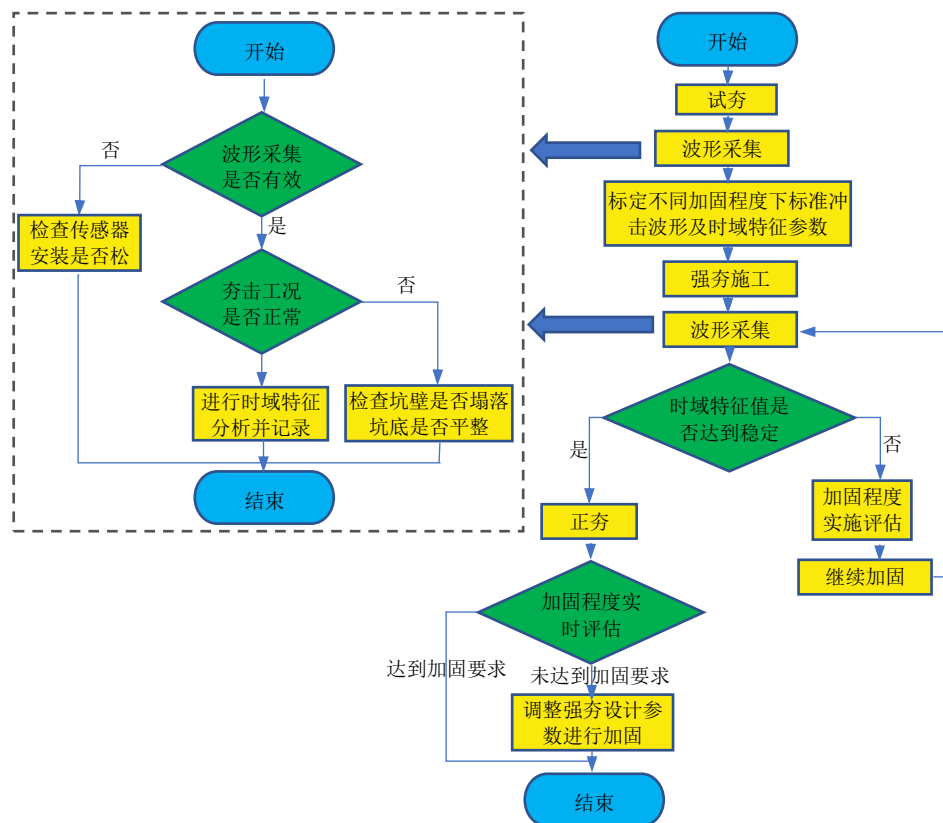 开始
波形采集
是否有效
否
是
检查传感器
安装是否松
夯击工况
是否正常
否
进行时域特征
分析并记录
检查坑壁是否塌落
坑底是否平整
结束
开始
试夯
波形采集
标定不同加固程度下标准冲
击波形及时域特征参数
强夯施工
波形采集
时域特征值是
否达到稳定
是
否
正夯
加固程度
实施评估
继续加固
加固程度实
时评估
达到加固要求
未达到加固要求
调整强夯设计参
数进行加固
结束